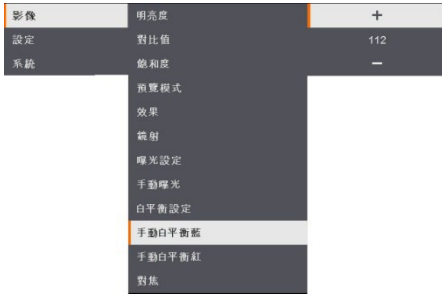 影像
設定
系統
明亮度
對比值
飽和度
預覽模式
效果
鏡射
曝光設定
手動曝光
白平衡設定
手動白平衡藍
手動白平衡紅
對焦
+
112
−